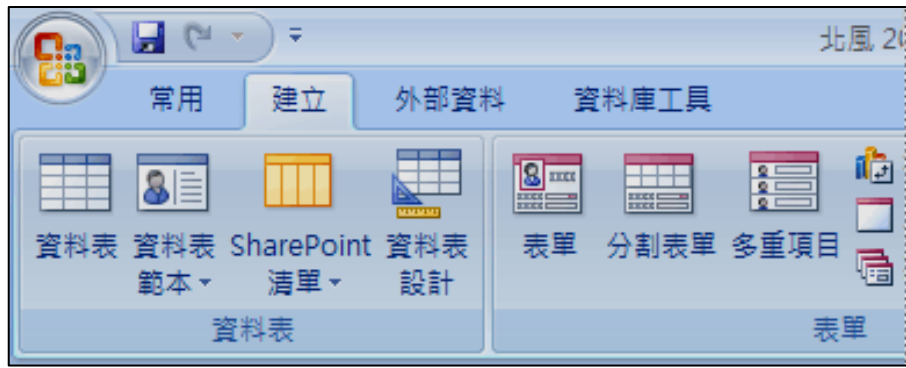 北風 20
常用 建立 外部資料 資料庫工具
資料表 資料表 SharePoint 資料表 表單 分割表單 多重項目
範本 清單 設計
資料表 表單